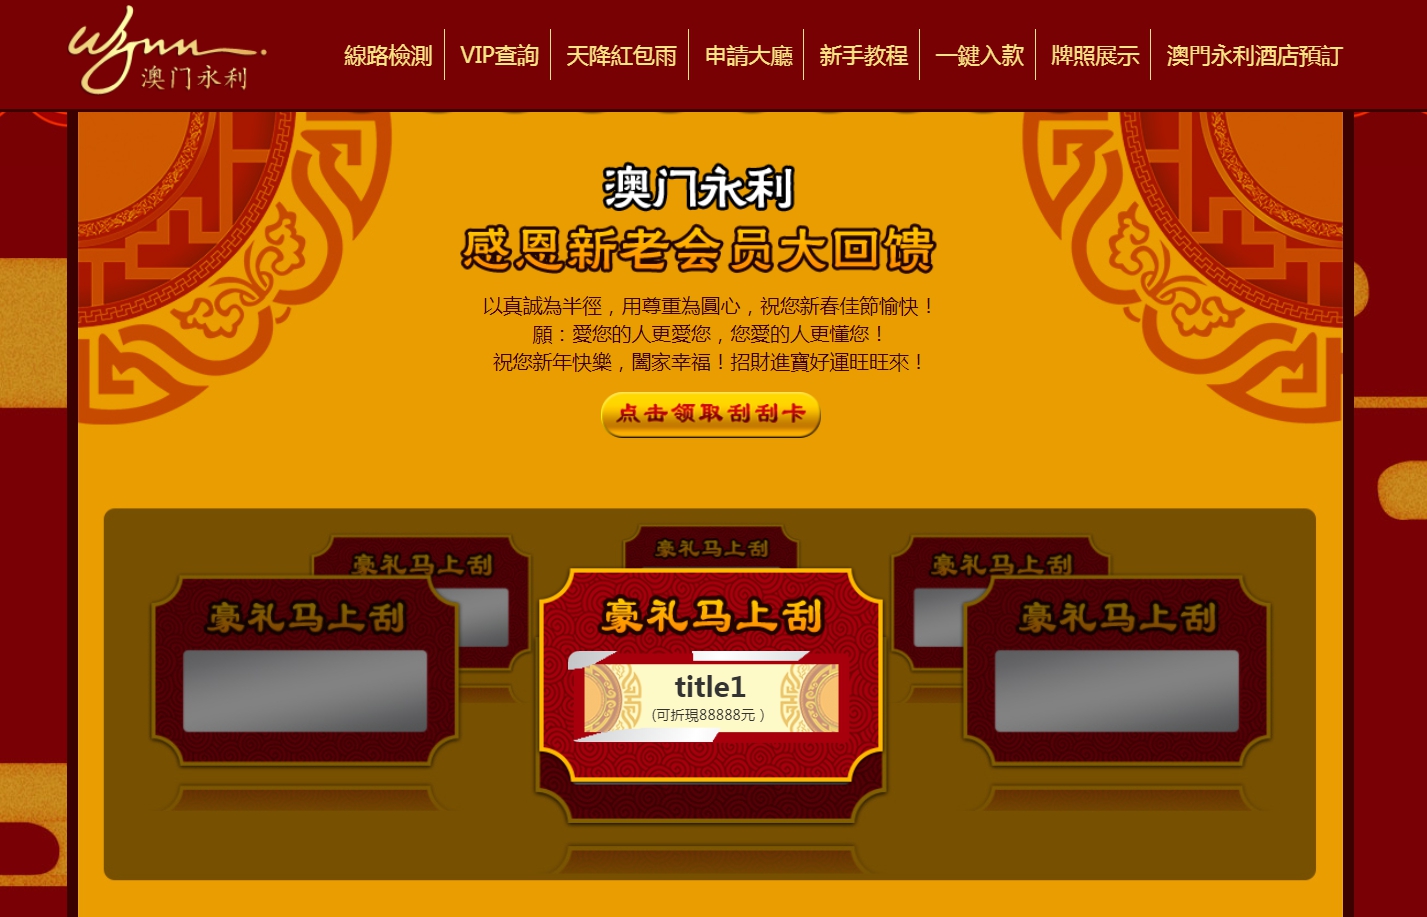 Wynn
澳门永利
線路檢測 VIP查詢 天降紅包雨 申請大廳 新手教程 一鍵入款 牌照展示 澳門永利酒店預訂
澳门永利
感恩新老会员大回馈
以真誠為半徑，用尊重為圓心，祝您新春佳節愉快！
願：愛您的人更愛您，您愛的人更懂您！
祝您新年快樂，闔家幸福！招財進寶好運旺旺來！
点击领取刮刮卡
豪礼马上刮
豪礼马上刮
豪礼马上刮
豪礼马上刮
豪礼马上刮
豪礼马上刮
title1
(可折現88888元 )